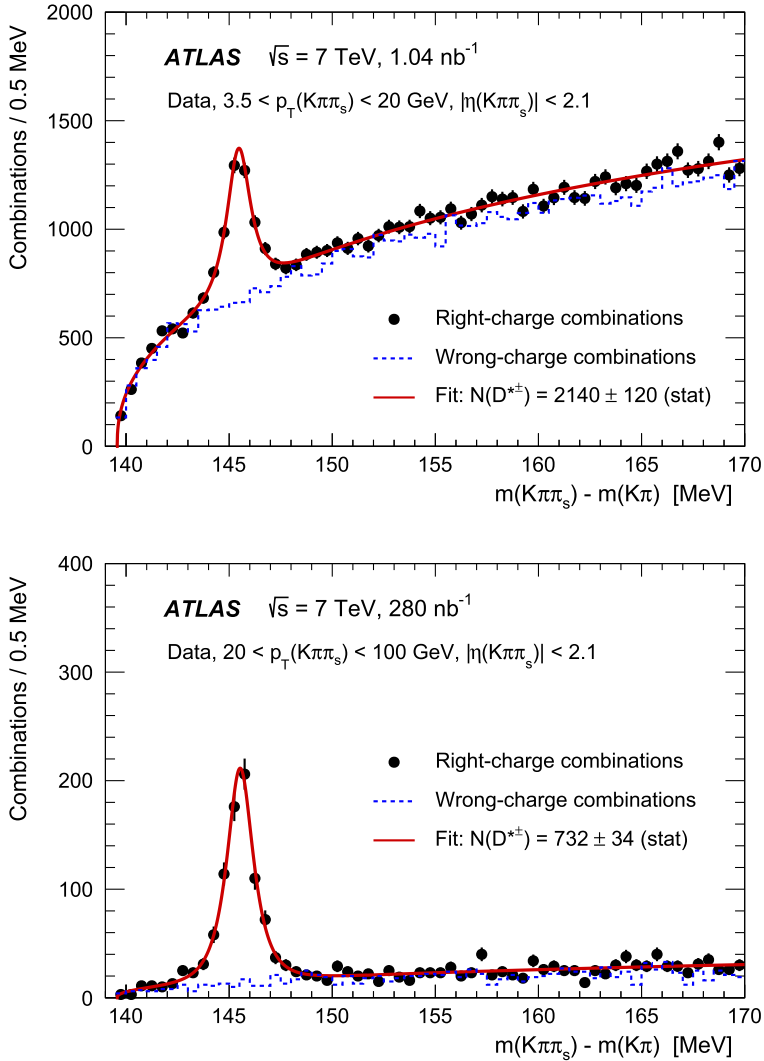 Combinations / 0.5 MeV
2000
1500
1000
500
0
ATLAS √s = 7 TeV, 1.04 nb⁻¹
Data, 3.5 < p_T(Kππ_s) < 20 GeV, |η(Kππ_s)| < 2.1
Right-charge combinations
Wrong-charge combinations
Fit: N(D*±) = 2140 ± 120 (stat)
140 145 150 155 160 165 170
m(Kππ_s) - m(Kπ) [MeV]
Combinations / 0.5 MeV
400
300
200
100
0
ATLAS √s = 7 TeV, 280 nb⁻¹
Data, 20 < p_T(Kππ_s) < 100 GeV, |η(Kππ_s)| < 2.1
Right-charge combinations
Wrong-charge combinations
Fit: N(D*±) = 732 ± 34 (stat)
140 145 150 155 160 165 170
m(Kππ_s) - m(Kπ) [MeV]